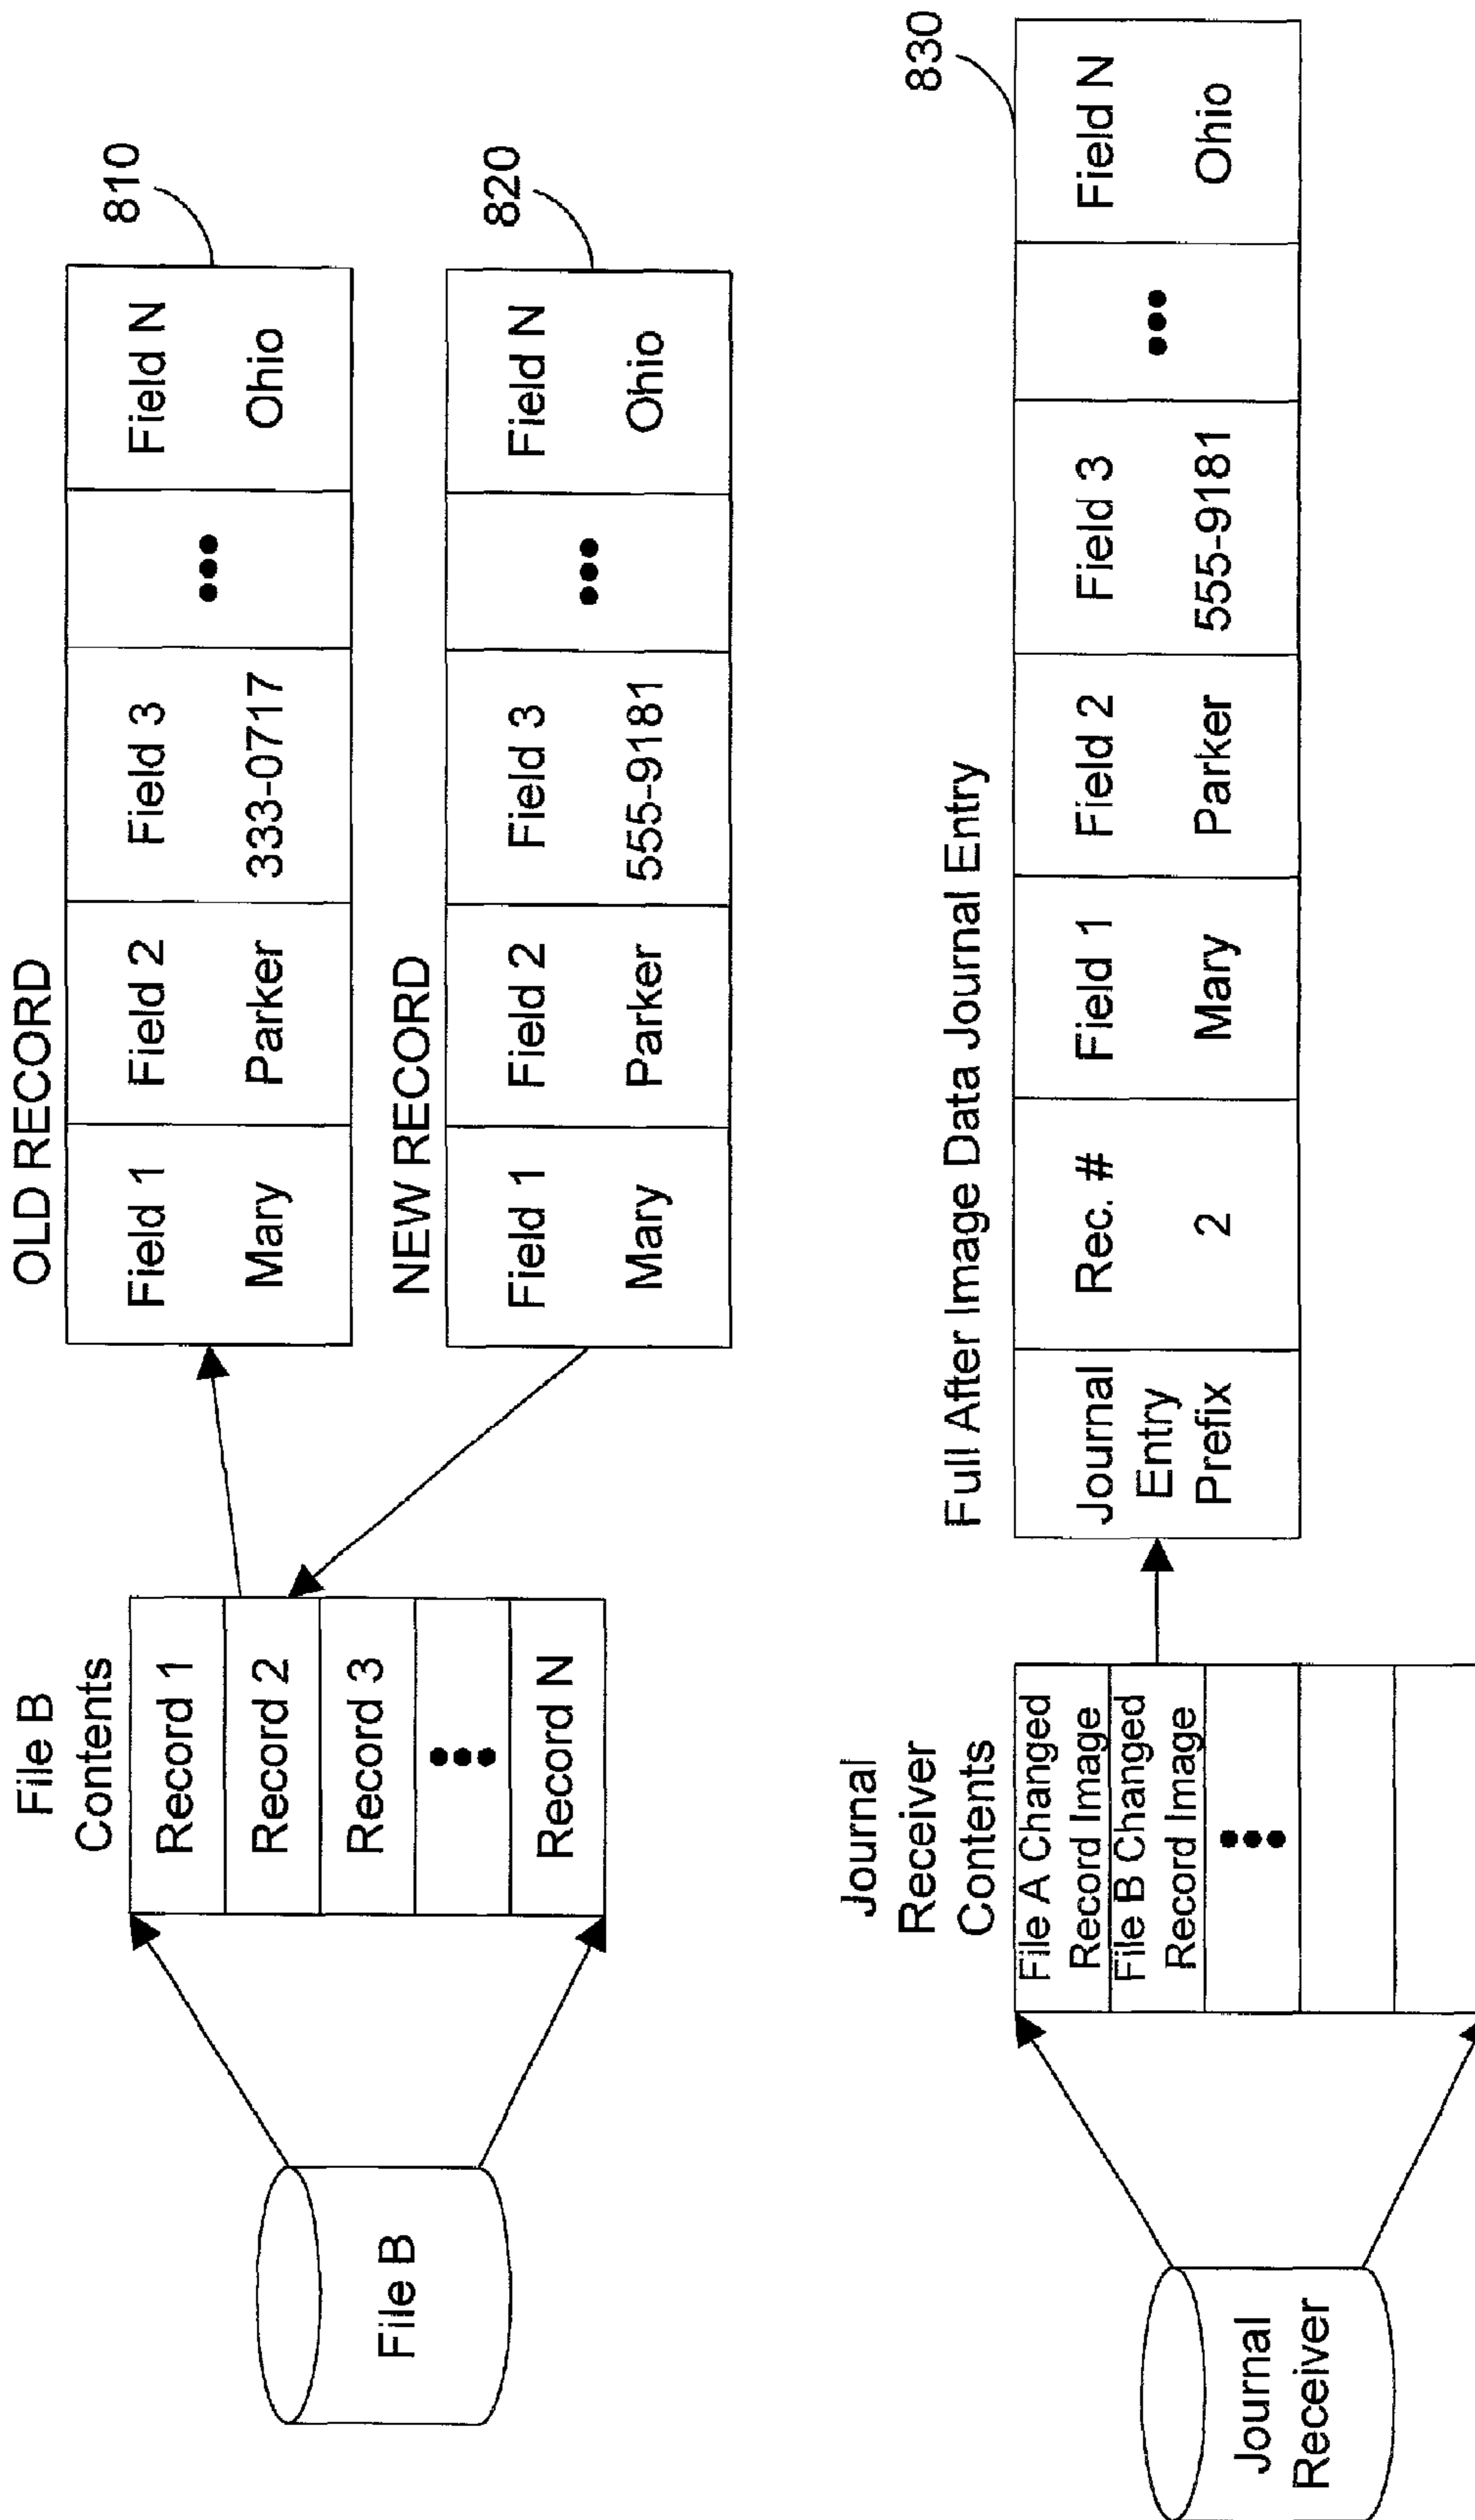 File B
File B
Contents
Record 1
Record 2
Record 3
•••
Record N
OLD RECORD
810
Field 1
Mary
Field 2
Parker
Field 3
333-0717
•••
Field N
Ohio
NEW RECORD
820
Field 1
Mary
Field 2
Parker
Field 3
555-9181
•••
Field N
Ohio
Journal
Receiver
Journal
Receiver
Contents
File A Changed
Record Image
File B Changed
Record Image
•••
Full After Image Data Journal Entry
830
Journal
Entry
Prefix
Rec. #
2
Field 1
Mary
Field 2
Parker
Field 3
555-9181
•••
Field N
Ohio